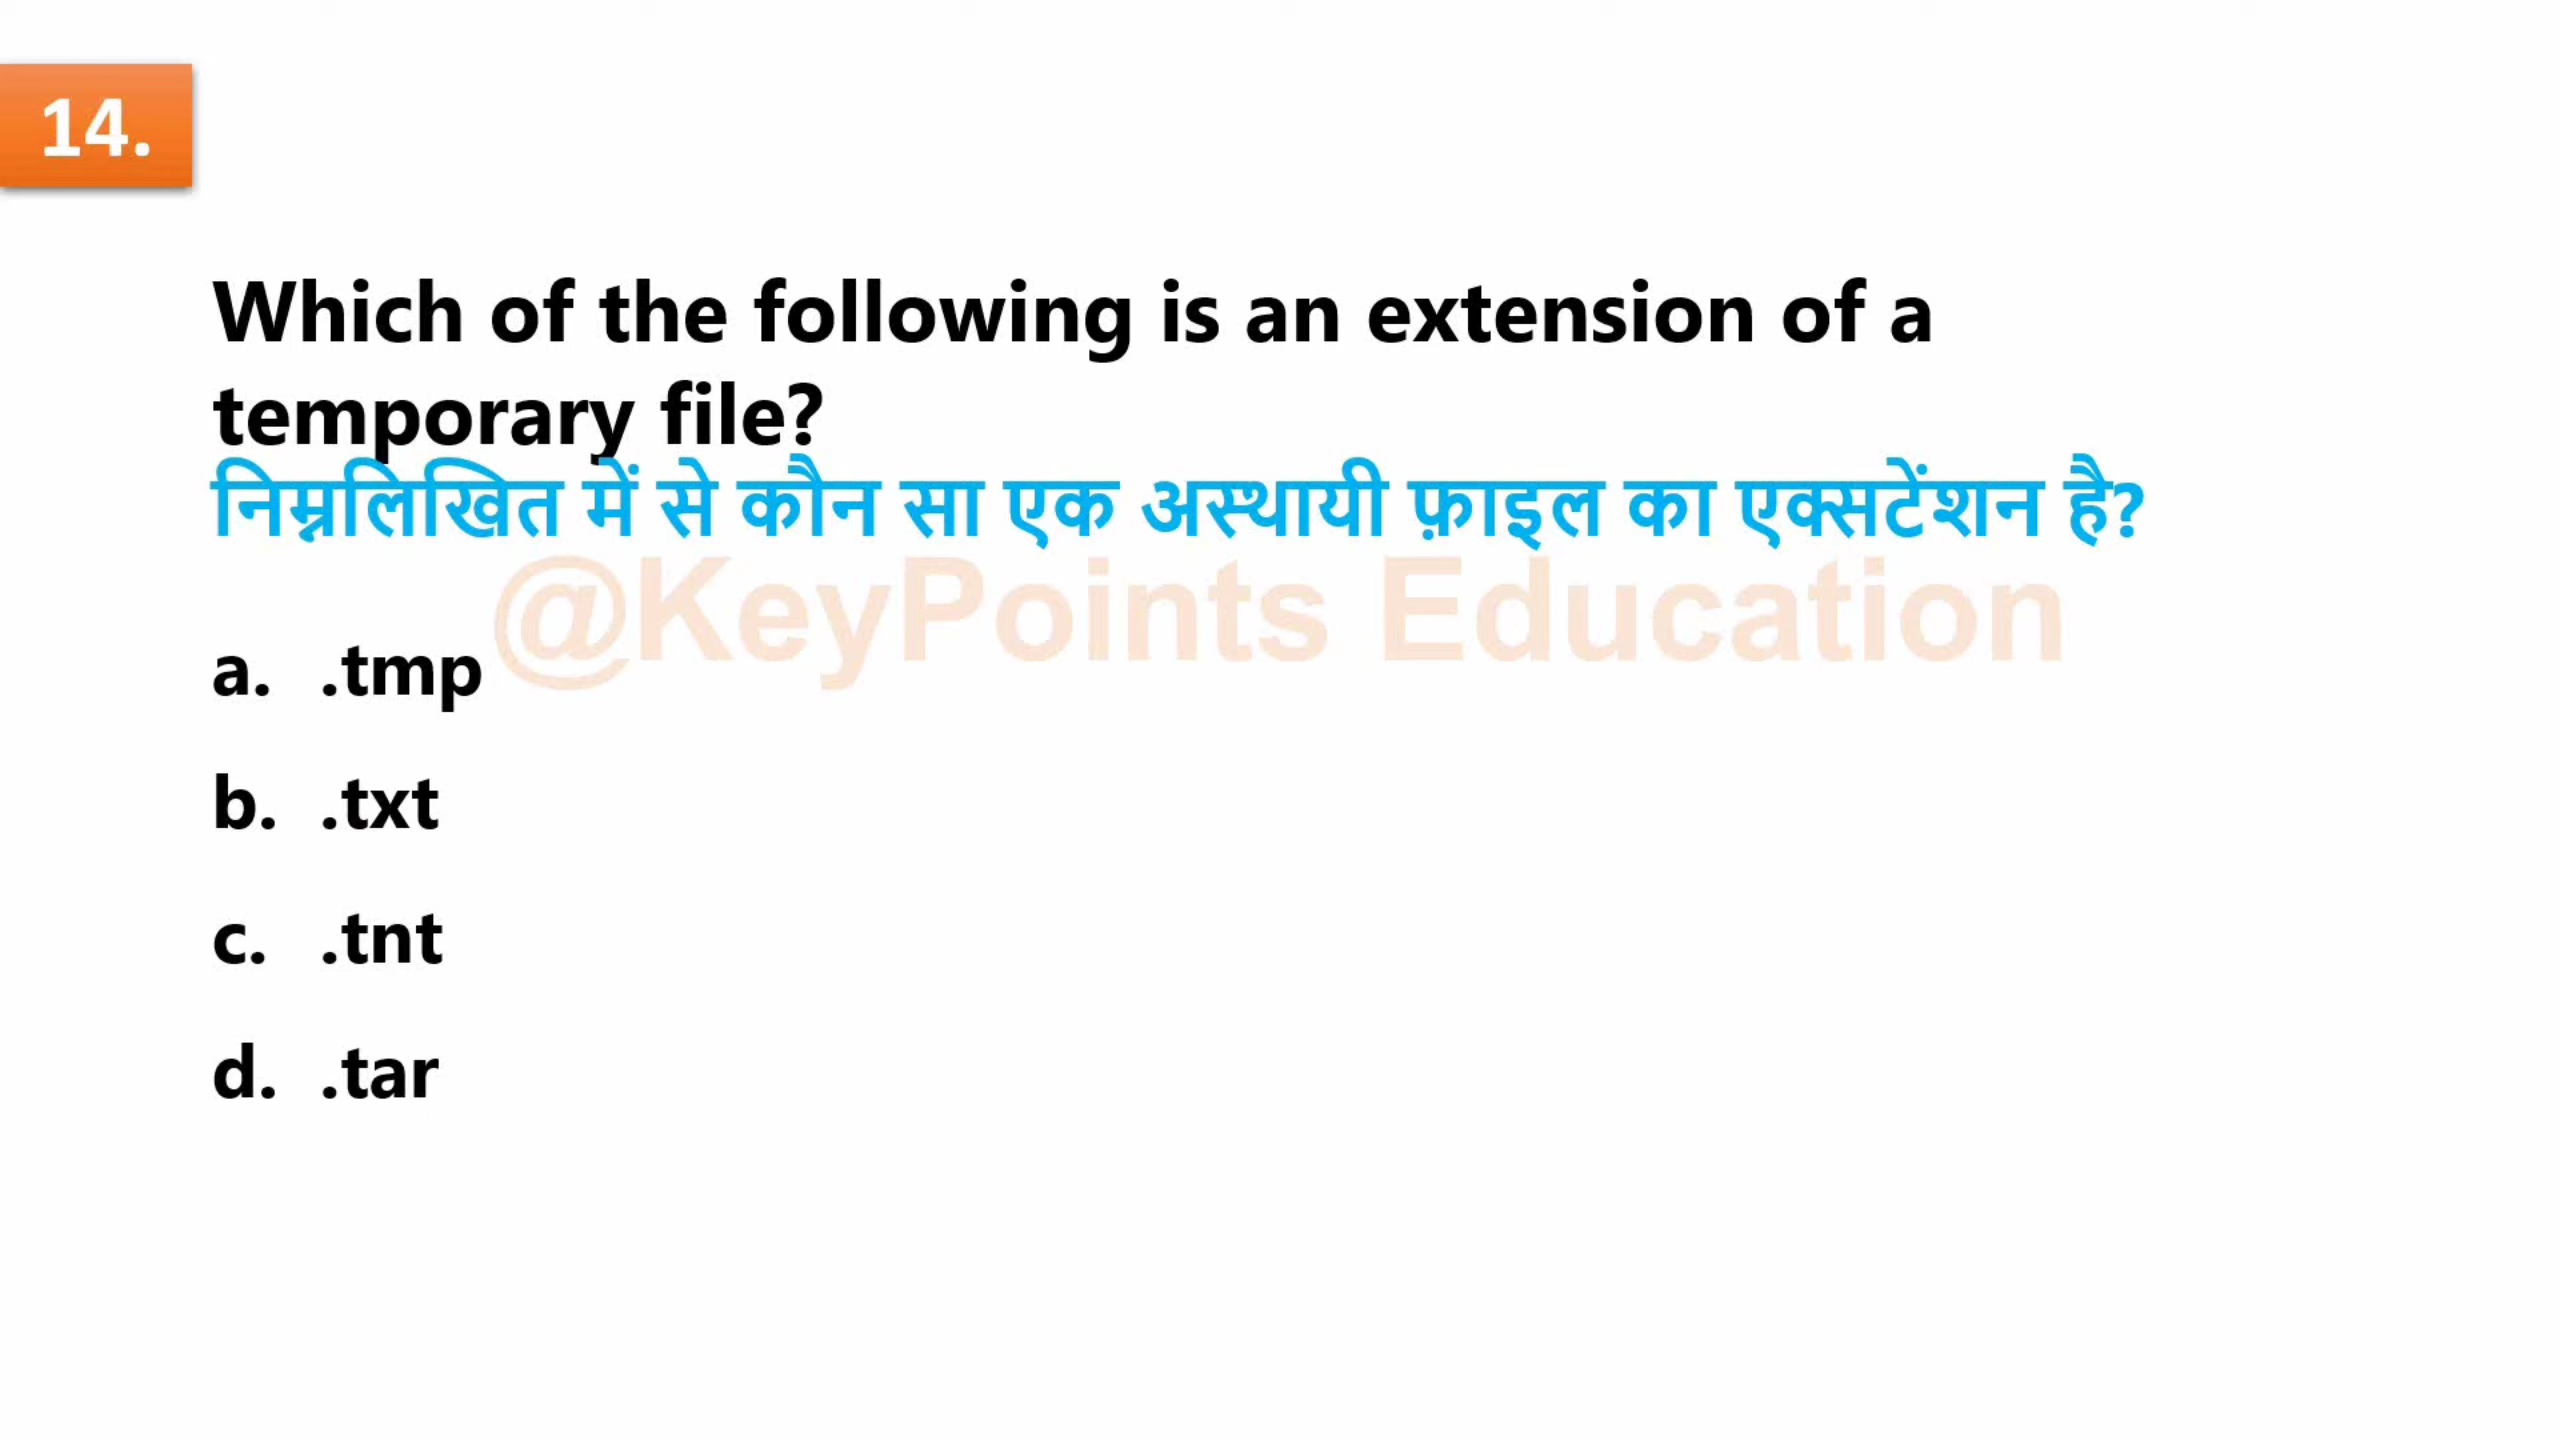 14.
Which of the following is an extension of a
temporary file?
निम्नलिखित में से कौन सा एक अस्थायी फ़ाइल का एक्सटेंशन है?
@KeyPoints Education
a. .tmp
b. .txt
c. .tnt
d. .tar